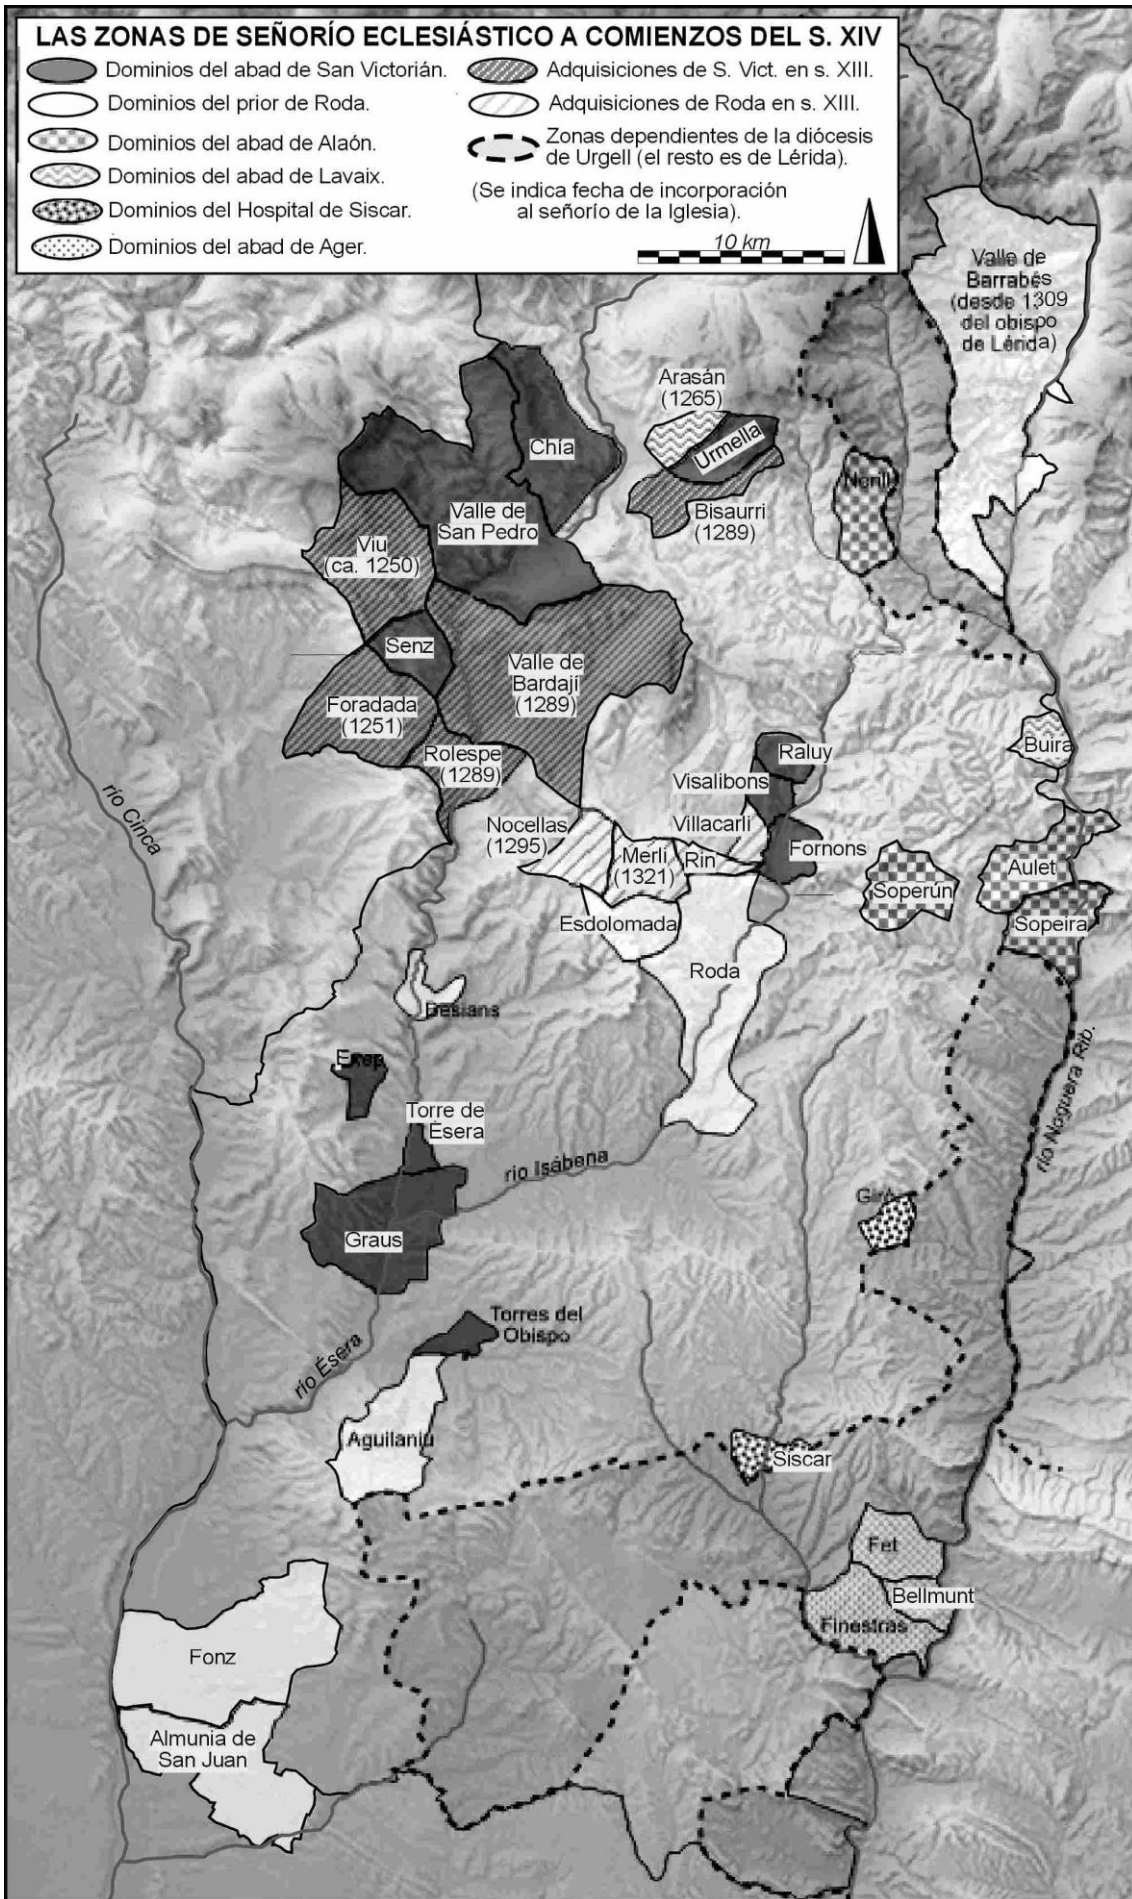 LAS ZONAS DE SEÑORÍO ECLESIÁSTICO A COMIENZOS DEL S. XIV
Dominios del abad de San Victorián.
Dominios del prior de Roda.
Dominios del abad de Alaón.
Dominios del abad de Lavaix.
Dominios del Hospital de Siscar.
Dominios del abad de Ager.
Adquisiciones de S. Vict. en s. XIII.
Adquisiciones de Roda en s. XIII.
Zonas dependientes de la diócesis
de Urgell (el resto es de Lérida).
(Se indica fecha de incorporación
al señorío de la Iglesia).
10 km
Valle de
Barrabés
(desde 1309
del obispo
de Lérida)
Arasán
(1265)
Urmella
Chía
Bisaurri
(1289)
Nerill
Valle de
San Pedro
Viu
(ca. 1250)
Senz
Valle de
Bardají
(1289)
Foradada
(1251)
Rolespe
(1289)
Buira
Raluy
Visalibons
río Cinca
Nocellas
(1295)
Villacarli
Merlí
(1321)
Rin
Fornons
Aulet
Soperún
Sopeira
Esdolomada
Roda
Besians
Exep
Torre de
Ésera
río Isábena
río Noguera Rib.
Graus
Torres del
Obispo
río Ésera
Aguilaniu
Siscar
Fet
Bellmunt
Finestras
Fonz
Almunia de
San Juan